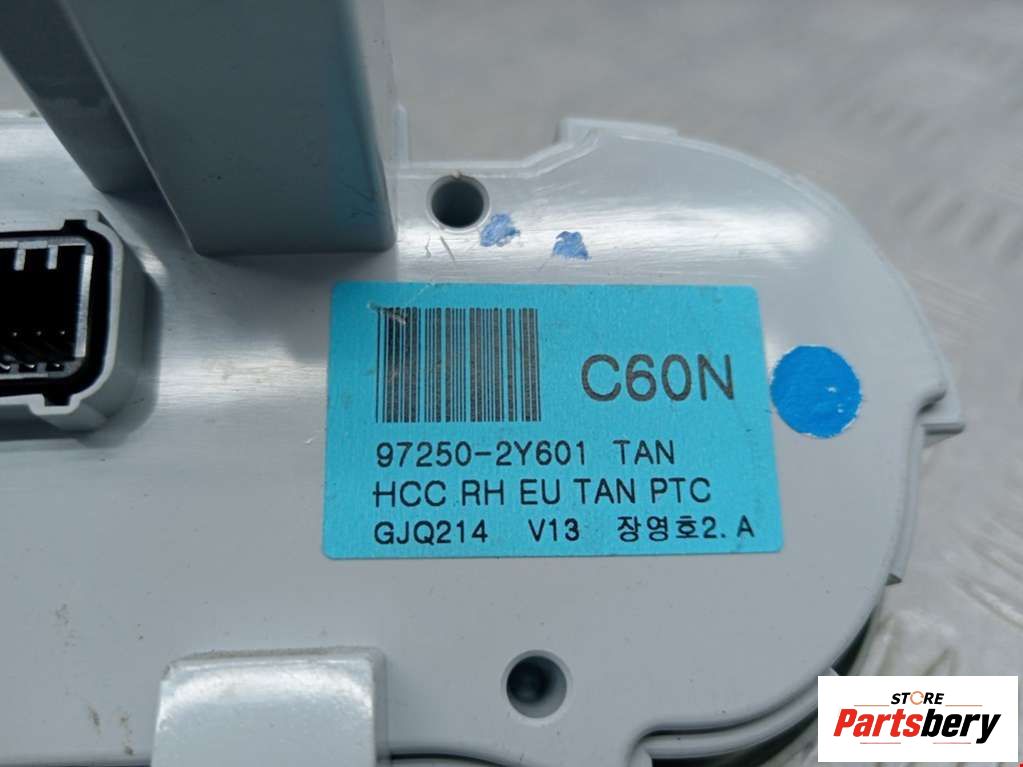 C60N
97250-2Y601 TAN
HCC RH EU TAN PTC
GJQ214 V13 장영호2. A
STORE
Partsbery